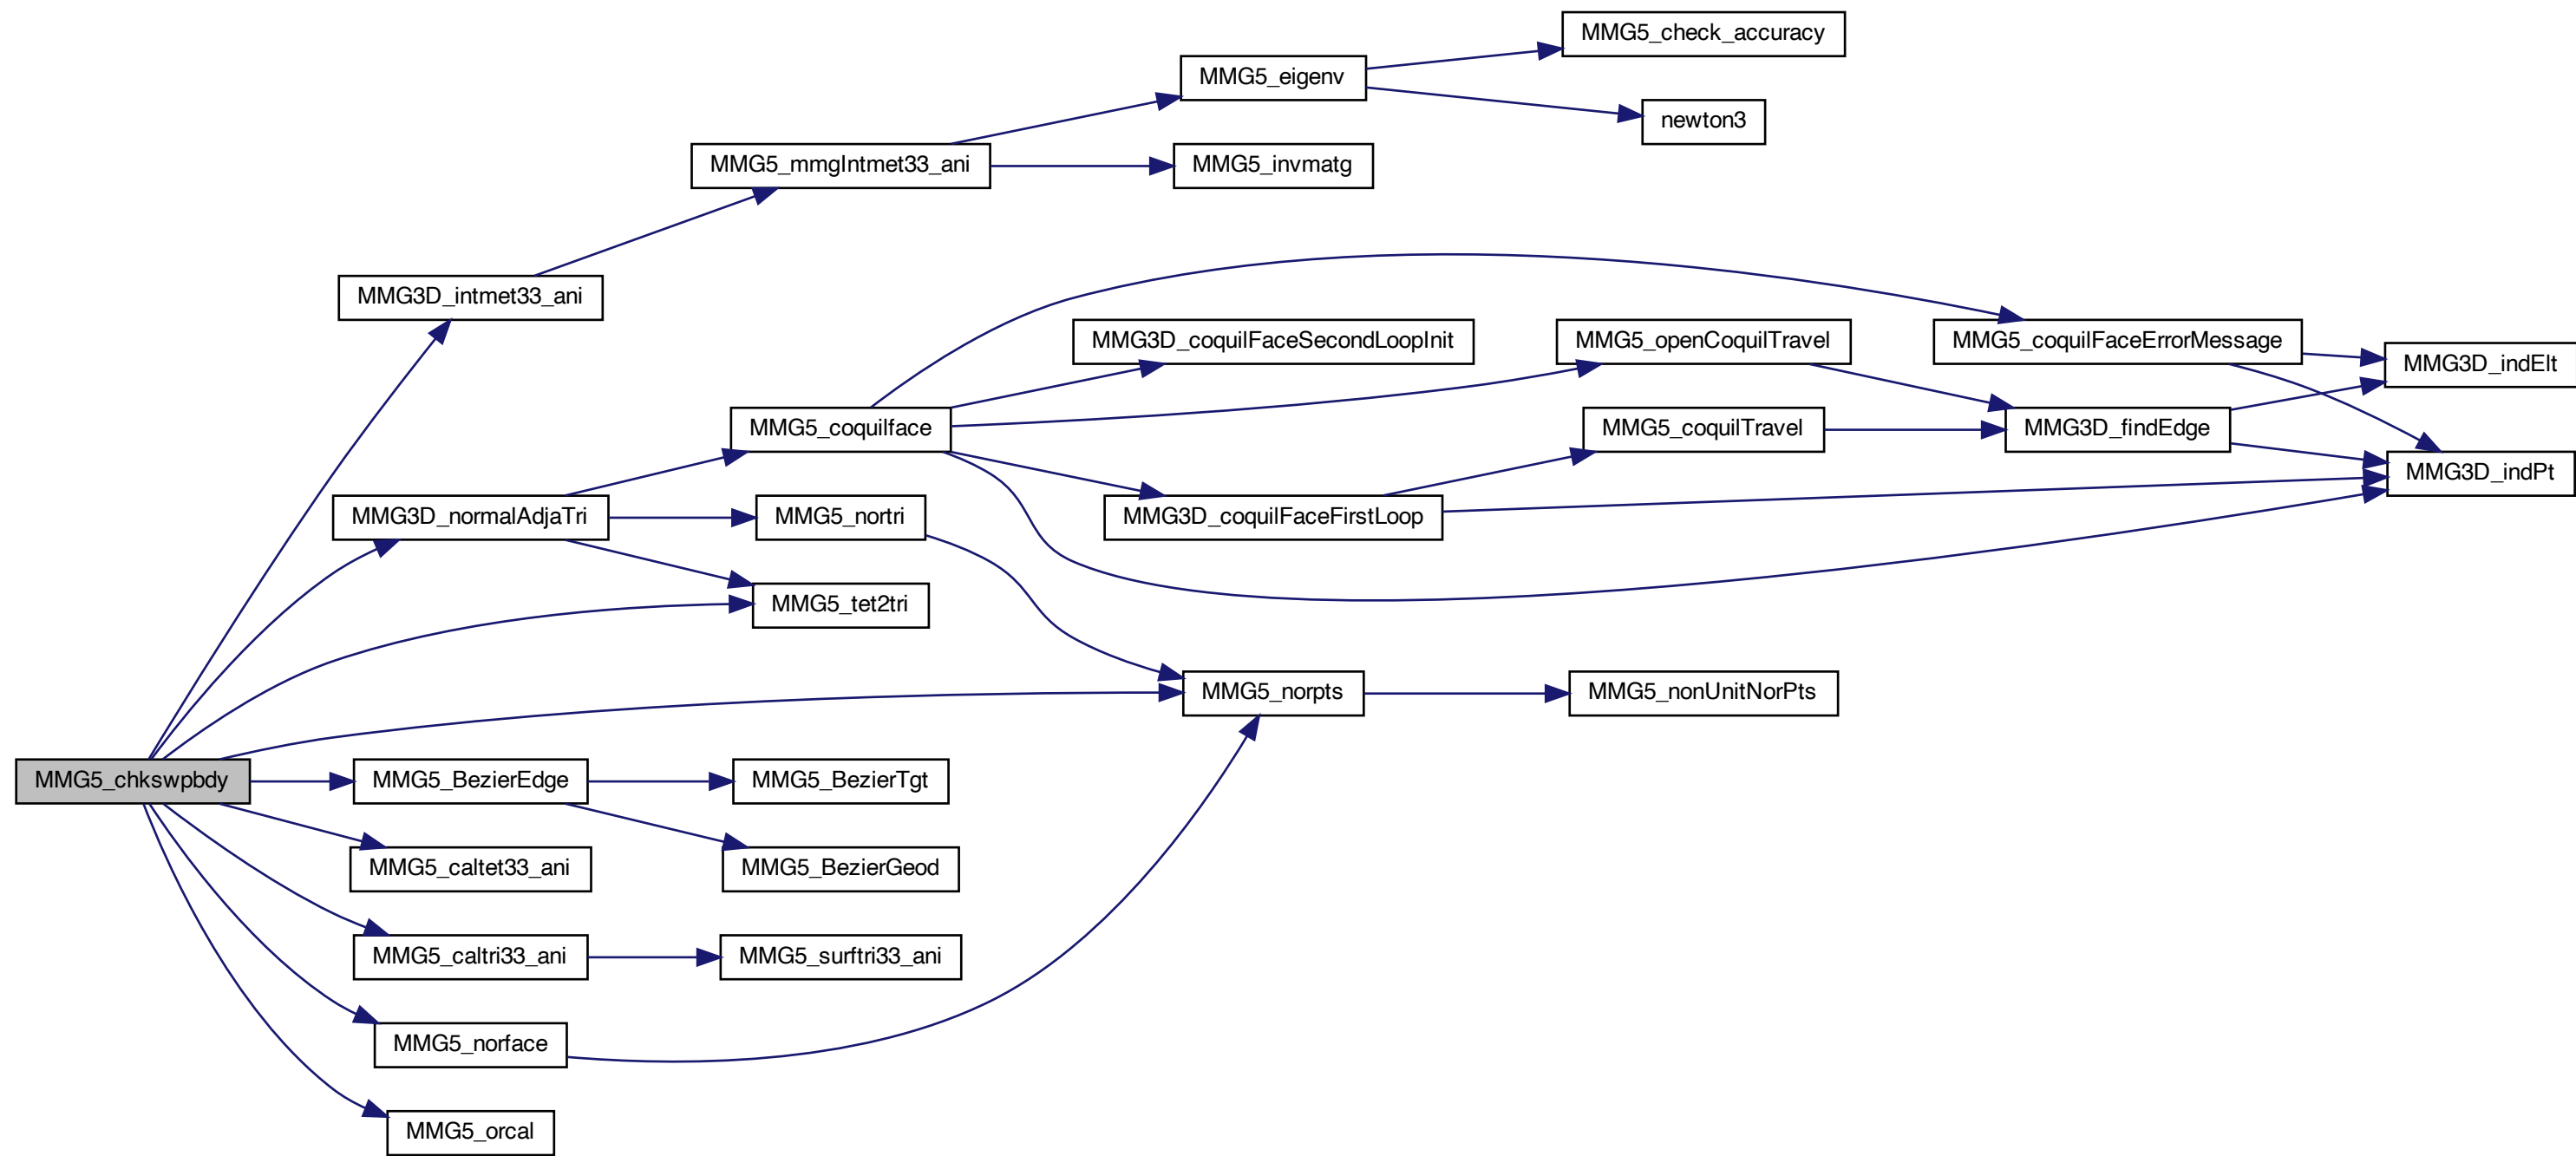 MMG5_check_accuracy
MMG5_eigenv
newton3
MMG5_mmgIntmet33_ani
MMG5_invmatg
MMG3D_intmet33_ani
MMG3D_coquilFaceSecondLoopInit
MMG5_openCoquilTravel
MMG5_coquilFaceErrorMessage
MMG3D_indElt
MMG5_coquilface
MMG5_coquilTravel
MMG3D_findEdge
MMG3D_indPt
MMG3D_normalAdjaTri
MMG5_nortri
MMG3D_coquilFaceFirstLoop
MMG5_tet2tri
MMG5_norpts
MMG5_nonUnitNorPts
MMG5_chkswpbdy
MMG5_BezierEdge
MMG5_BezierTgt
MMG5_caltet33_ani
MMG5_BezierGeod
MMG5_caltri33_ani
MMG5_surftri33_ani
MMG5_norface
MMG5_orcal